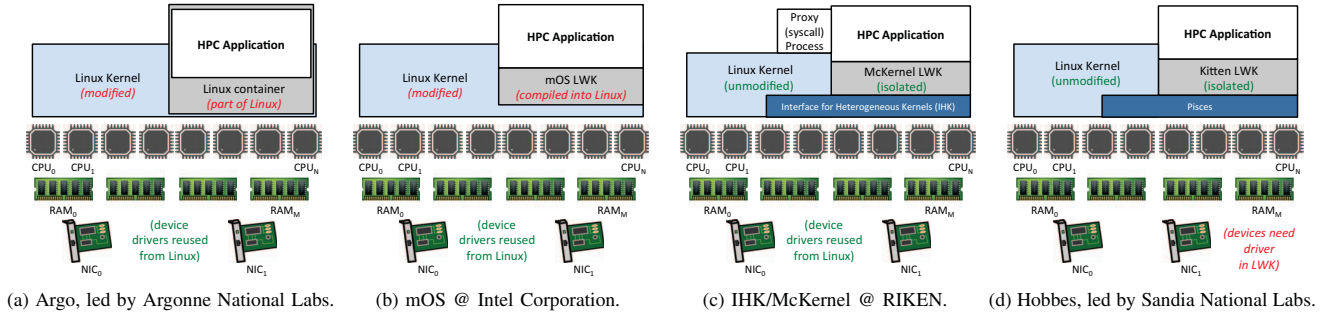 HPC Application
Linux Kernel
(modified)
Linux container
(part of Linux)
CPU0
CPU1
CPUN
RAM0
RAMM
(device
drivers reused
from Linux)
NIC0
NIC1
(a) Argo, led by Argonne National Labs.
HPC Application
Linux Kernel
(modified)
mOS LWK
(compiled into Linux)
CPU0
CPU1
CPUN
RAM0
RAMM
(device
drivers reused
from Linux)
NIC0
NIC1
(b) mOS @ Intel Corporation.
Proxy
(syscall)
Process
HPC Application
Linux Kernel
(unmodified)
McKernel LWK
(isolated)
Interface for Heterogeneous Kernels (IHK)
CPU0
CPU1
CPUN
RAM0
RAMM
(device
drivers reused
from Linux)
NIC0
NIC1
(c) IHK/McKernel @ RIKEN.
HPC Application
Linux Kernel
(unmodified)
Kitten LWK
(isolated)
Pisces
CPU0
CPU1
CPUN
RAM0
RAMM
(devices need
driver
in LWK)
NIC0
NIC1
(d) Hobbes, led by Sandia National Labs.